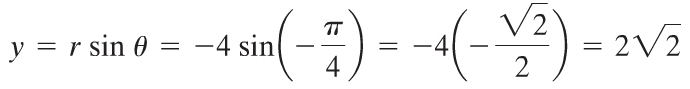 y = r sin θ = −4 sin(−π/4) = −4(−√2/2) = 2√2